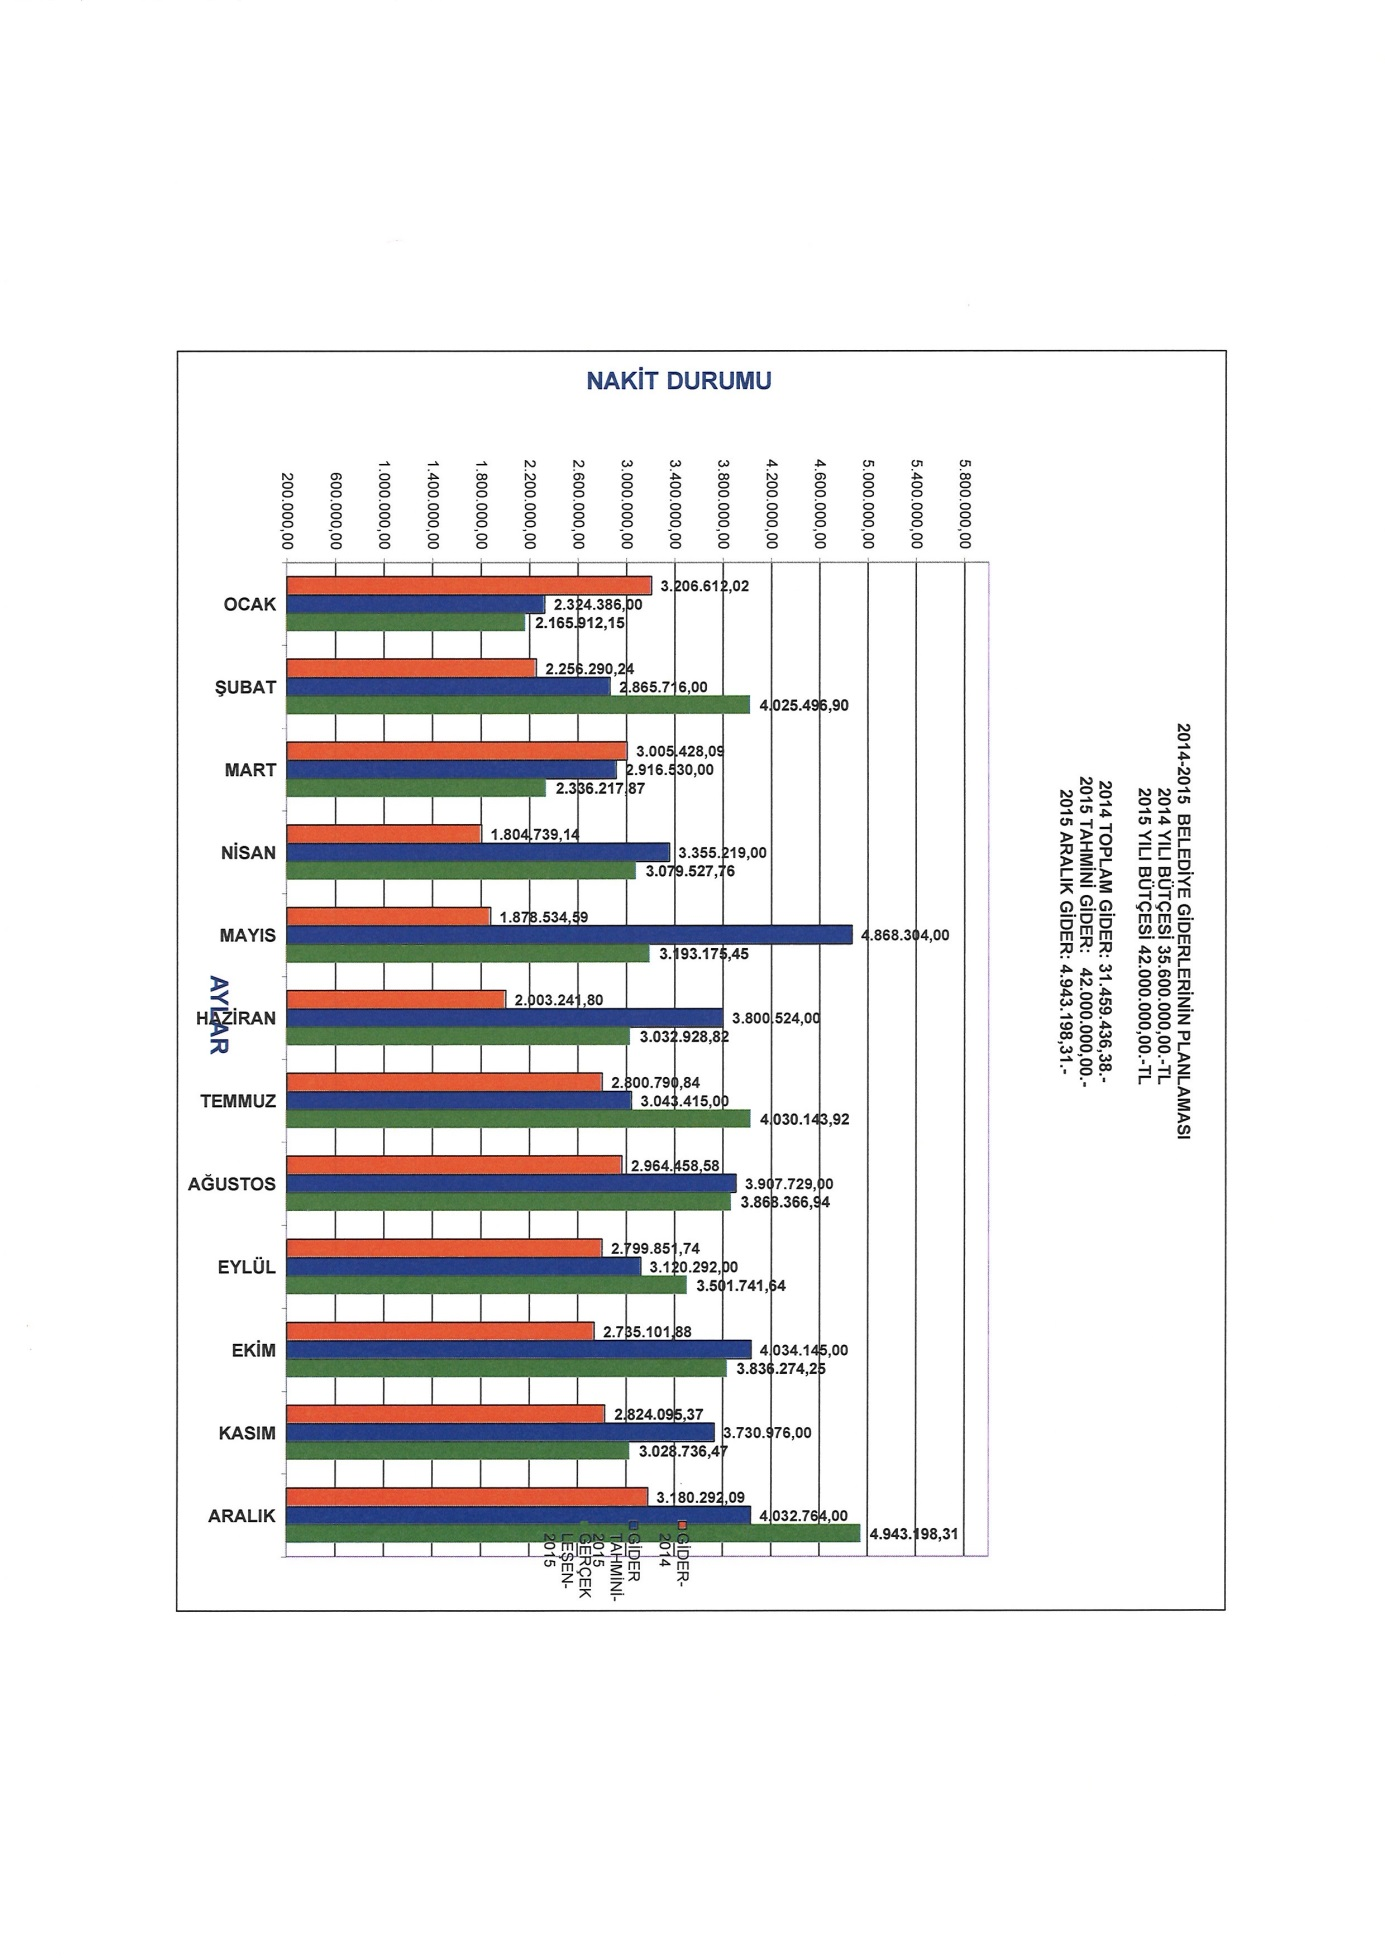 2014-2015 BELEDİYE GİDERLERİNİN PLANLAMASI
2014 YILI BÜTÇESİ 35.600.000,00.-TL
2015 YILI BÜTÇESİ 42.000.000,00.-TL
2014 TOPLAM GİDER: 31.459.436,38.-
2015 TAHMİNİ GİDER: 42.000.000,00.-
2015 ARALIK GİDER: 4.943.198,31.-
NAKİT DURUMU
5.800.000,00
5.400.000,00
5.000.000,00
4.600.000,00
4.200.000,00
3.800.000,00
3.400.000,00
3.000.000,00
2.600.000,00
2.200.000,00
1.800.000,00
1.400.000,00
1.000.000,00
600.000,00
200.000,00
OCAK
3.206.612,02
2.324.386,00
2.165.912,15
ŞUBAT
2.256.290,24
2.865.716,00
4.025.496,90
MART
3.005.428,09
2.916.530,00
2.336.217,87
NİSAN
1.804.739,14
3.355.219,00
3.079.527,76
MAYIS
1.878.534,59
4.868.304,00
3.193.175,45
HAZİRAN
2.003.241,80
3.800.524,00
3.032.928,82
TEMMUZ
2.800.790,84
3.043.415,00
4.030.143,92
AĞUSTOS
2.964.458,58
3.907.729,00
3.868.366,94
EYLÜL
2.799.851,74
3.120.292,00
3.501.741,64
EKİM
2.735.101,88
4.034.145,00
3.836.274,25
KASIM
2.824.095,37
3.730.976,00
3.028.736,47
ARALIK
3.180.292,09
4.032.764,00
4.943.198,31
AYLAR
GİDER-
2014
GİDER
TAHMİNİ-
2015
GERÇEK
LEŞEN-
2015